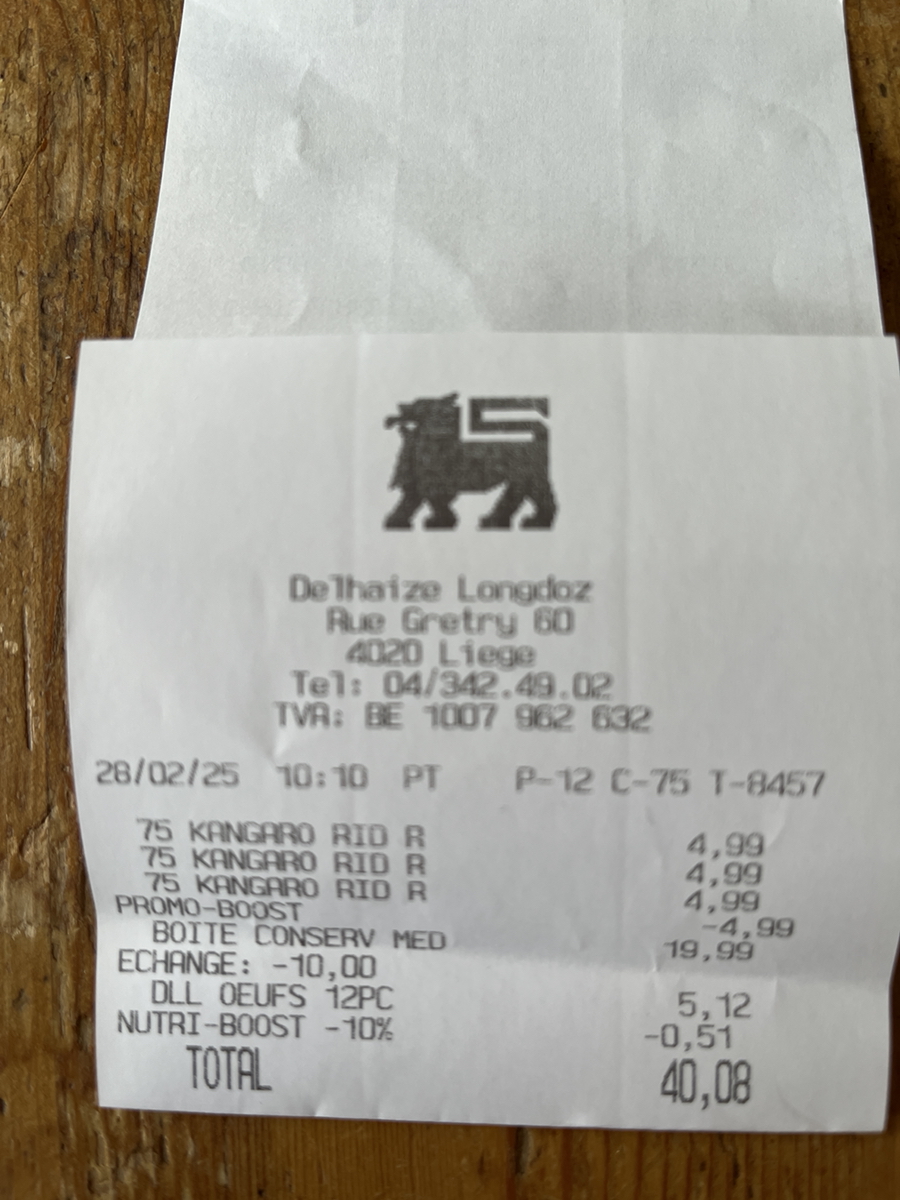 Delhaize Longdoz
Rue Gretry 60
4020 Liege
Tel: 04/342.49.02
TVA: BE 1007 962 632
28/02/25 10:10 PT P-12 C-75 T-8457
75 KANGARO RID R 4,99
75 KANGARO RID R 4,99
75 KANGARO RID R 4,99
PROMO-BOOST -4,99
BOITE CONSERV MED 19,99
ECHANGE: -10,00
DLL OEUFS 12PC 5,12
NUTRI-BOOST -10% -0,51
TOTAL 40,08